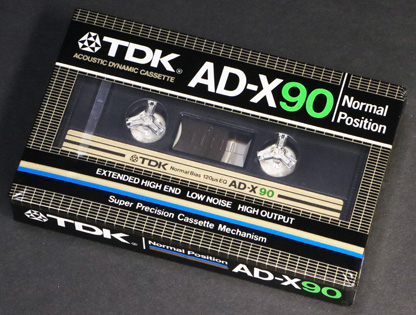 TDK®
ACOUSTIC DYNAMIC CASSETTE
AD-X90
Normal
Position
TDK Normal Bias 120μs EQ AD-X 90
EXTENDED HIGH END LOW NOISE HIGH OUTPUT
Super Precision Cassette Mechanism
TDK. Normal Position AD-X90